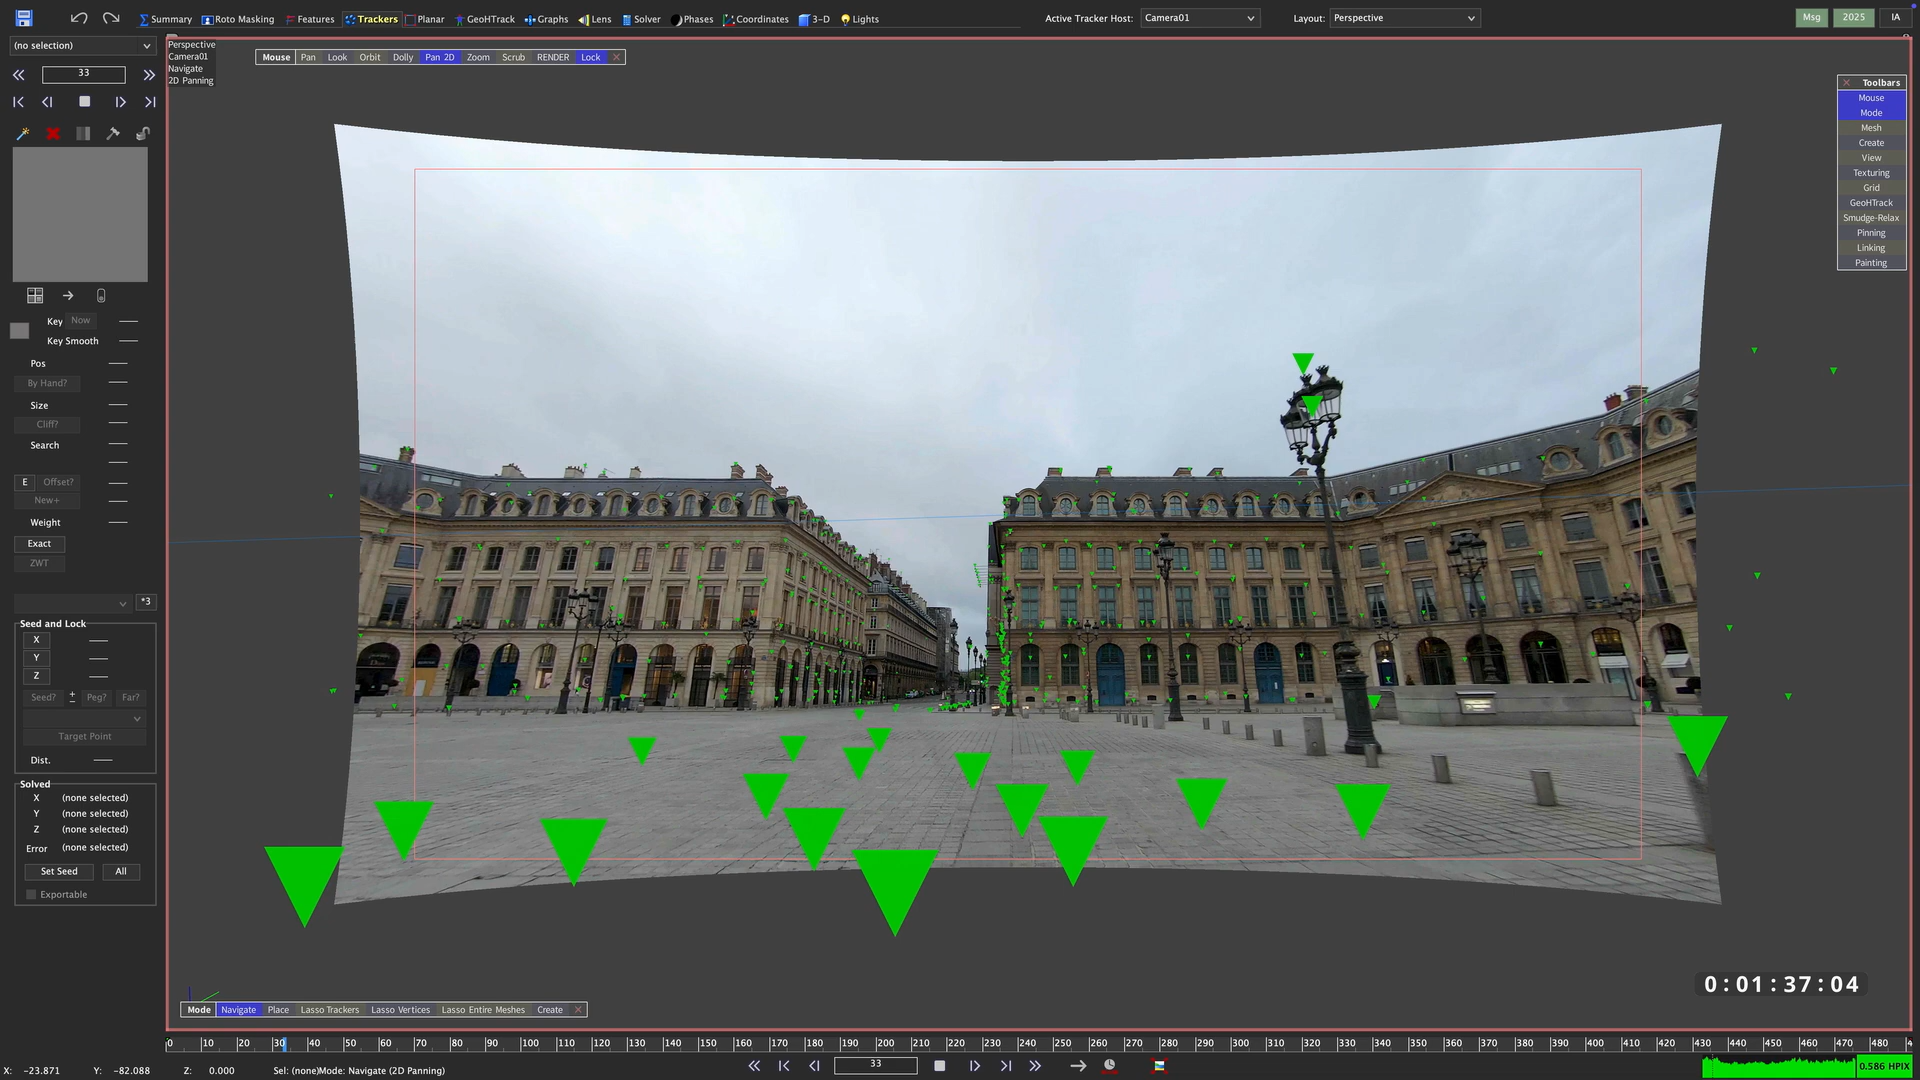 Summary Roto Masking Features Trackers Planar GeoHTrack Graphs Lens Solver Phases Coordinates 3-D Lights Active Tracker Host: Camera01 Layout: Perspective Msg 2025 IA
(no selection)
33
Perspective
Camera01
Navigate
2D Panning
Mouse Pan Look Orbit Dolly Pan 2D Zoom Scrub RENDER Lock
Toolbars
Mouse
Mode
Mesh
Create
View
Texturing
Grid
GeoHTrack
Smudge-Relax
Pinning
Linking
Painting
Key Now
Key Smooth
Pos
By Hand?
Size
Cliff?
Search
E Offset?
New+
Weight
Exact
ZWT
*3
Seed and Lock
X
Y
Z
Seed? ± Peg? Far?
Target Point
Dist.
Solved
X (none selected)
Y (none selected)
Z (none selected)
Error (none selected)
Set Seed All
Exportable
0:01:37:04
Mode Navigate Place Lasso Trackers Lasso Vertices Lasso Entire Meshes Create
0 10 20 30 40 50 60 70 80 90 100 110 120 130 140 150 160 170 180 190 200 210 220 230 240 250 260 270 280 290 300 310 320 330 340 350 360 370 380 390 400 410 420 430 440 450 460 470 480 49
33
X: -23.871 Y: -82.088 Z: 0.000 Sel: (none)Mode: Navigate (2D Panning) 0.586 HPIX